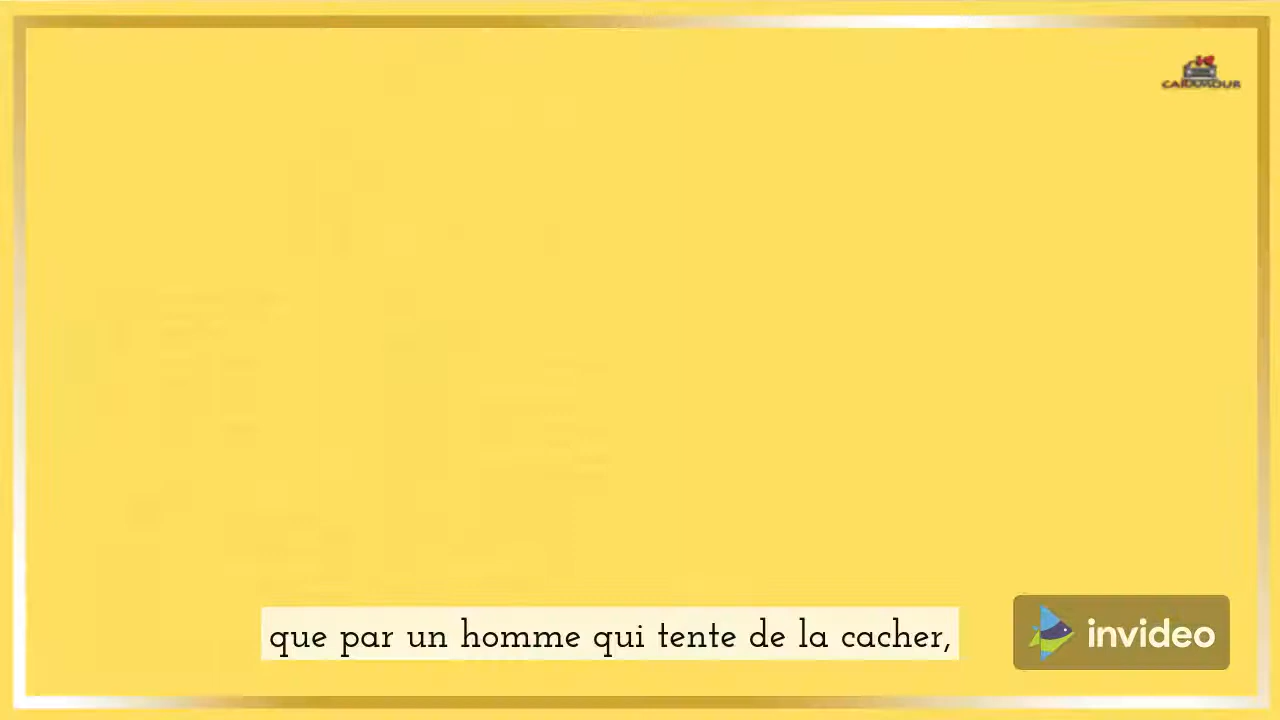 que par un homme qui tente de la cacher,
invideo